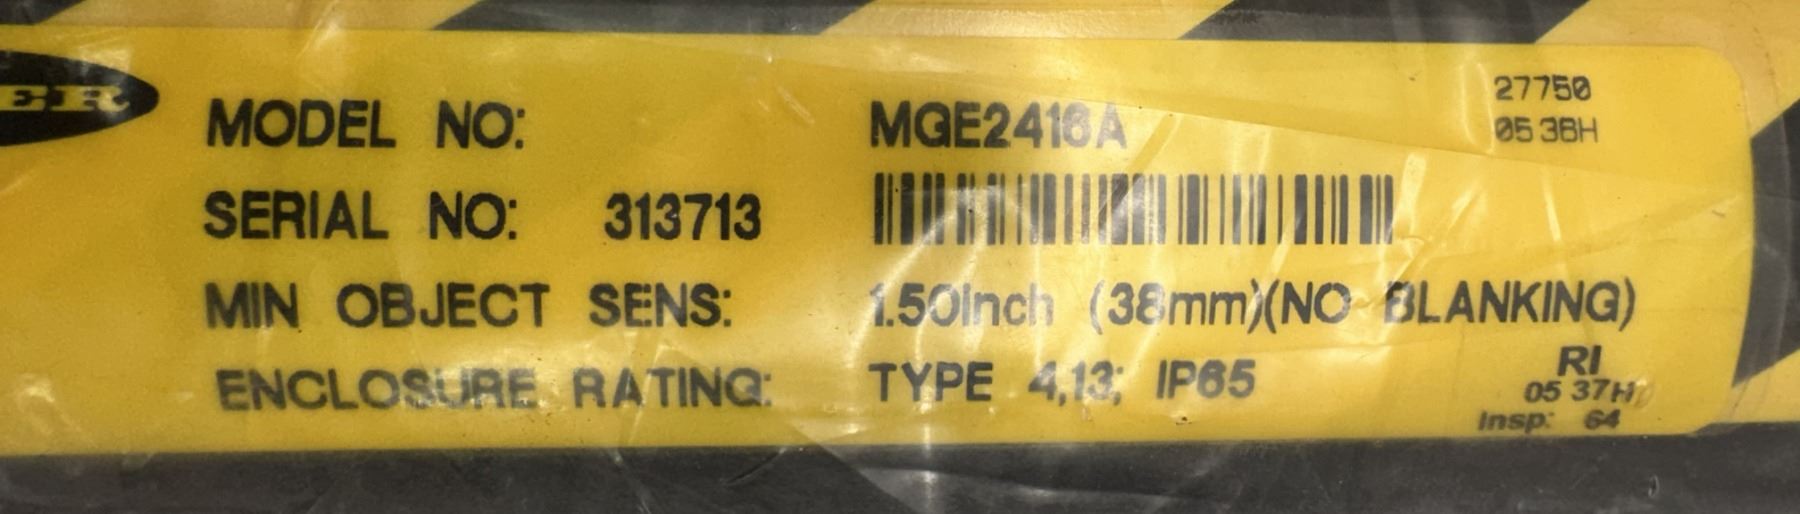 ER
27750
MODEL NO: MGE2416A
05 36H
SERIAL NO: 313713
MIN OBJECT SENS: 1.50inch (38mm)(NO BLANKING)
ENCLOSURE RATING: TYPE 4,13; IP65
RI
05 37H
Insp: 64